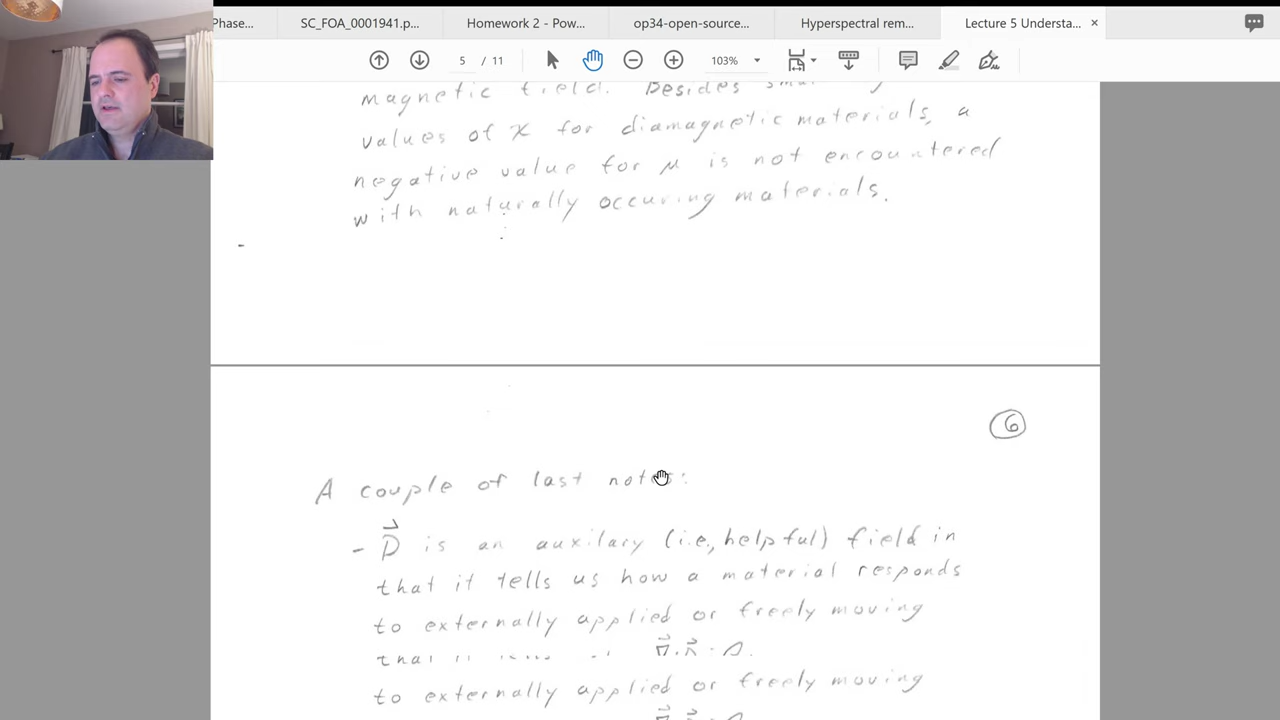 Phase...
SC_FOA_0001941.p...
Homework 2 - Pow...
op34-open-source...
Hyperspectral rem...
Lecture 5 Understa...
5 / 11
103%
magnetic field. Besides
values of χ for diamagnetic materials, a
negative value for μ is not encountered
with naturally occuring materials.
6
A couple of last notes:
- D⃗ is an auxilary (i.e., helpful) field in
that it tells us how a material responds
to externally applied or freely moving
that
to externally applied or freely moving